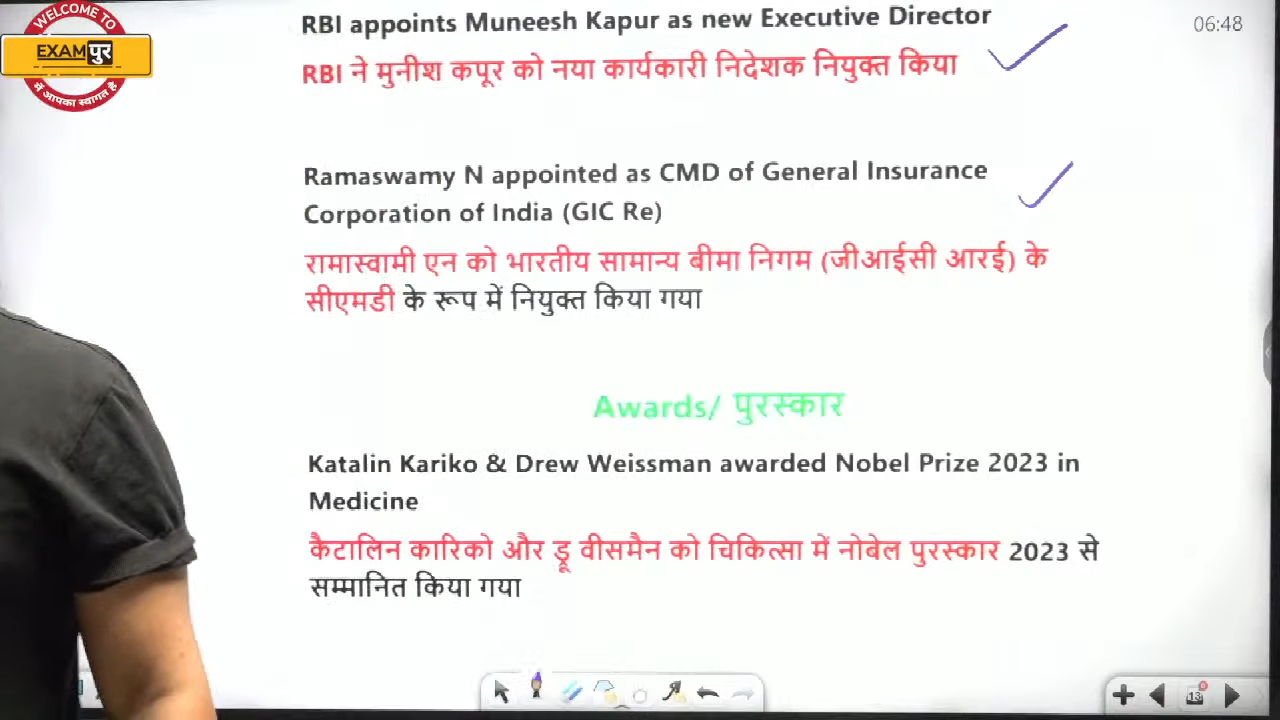 RBI appoints Muneesh Kapur as new Executive Director
06:48
WELCOME TO
EXAMपुर
में आपका स्वागत है
RBI ने मुनीश कपूर को नया कार्यकारी निदेशक नियुक्त किया
Ramaswamy N appointed as CMD of General Insurance
Corporation of India (GIC Re)
रामास्वामी एन को भारतीय सामान्य बीमा निगम (जीआईसी आरई) के
सीएमडी के रूप में नियुक्त किया गया
Awards/ पुरस्कार
Katalin Kariko & Drew Weissman awarded Nobel Prize 2023 in
Medicine
कैटालिन कारिको और ड्रू वीसमैन को चिकित्सा में नोबेल पुरस्कार 2023 से
सम्मानित किया गया
13